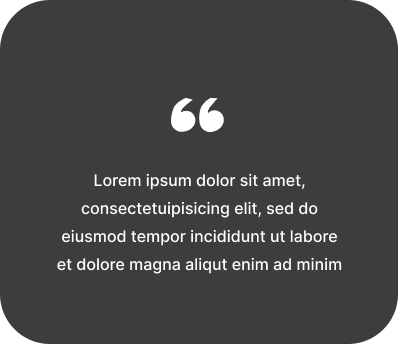 “
Lorem ipsum dolor sit amet,
consectetuipisicing elit, sed do
eiusmod tempor incididunt ut labore
et dolore magna aliqut enim ad minim